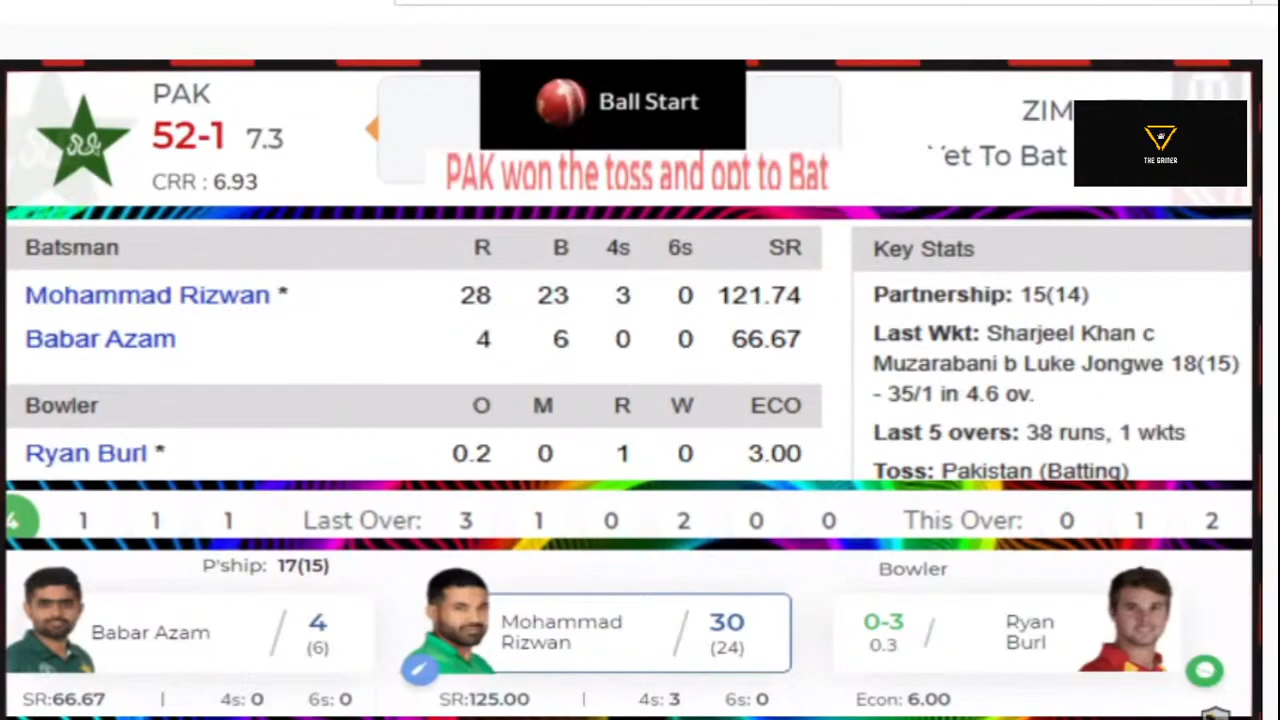 PAK
52-1 7.3
CRR : 6.93
Ball Start
PAK won the toss and opt to Bat
ZIM
et To Bat
THE GAMER
Batsman R B 4s 6s SR
Mohammad Rizwan * 28 23 3 0 121.74
Babar Azam 4 6 0 0 66.67
Bowler O M R W ECO
Ryan Burl * 0.2 0 1 0 3.00
Key Stats
Partnership: 15(14)
Last Wkt: Sharjeel Khan c
Muzarabani b Luke Jongwe 18(15)
- 35/1 in 4.6 ov.
Last 5 overs: 38 runs, 1 wkts
Toss: Pakistan (Batting)
4 1 1 1 Last Over: 3 1 0 2 0 0 This Over: 0 1 2
P'ship: 17(15)
Babar Azam / 4
(6)
SR:66.67 | 4s: 0 6s: 0
Mohammad
Rizwan / 30
(24)
SR:125.00 | 4s: 3 6s: 0
Bowler
0-3
0.3 / Ryan
Burl
Econ: 6.00